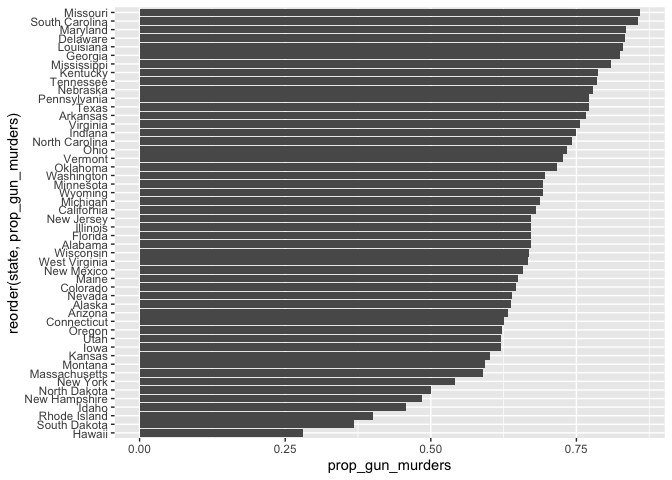 Missouri
South Carolina
Maryland
Delaware
Louisiana
Georgia
Mississippi
Kentucky
Tennessee
Nebraska
Pennsylvania
Texas
Arkansas
Virginia
Indiana
North Carolina
Ohio
Vermont
Oklahoma
Washington
Minnesota
Wyoming
Michigan
California
New Jersey
Illinois
Florida
Alabama
Wisconsin
West Virginia
New Mexico
Maine
Colorado
Nevada
Alaska
Arizona
Connecticut
Oregon
Utah
Iowa
Kansas
Montana
Massachusetts
New York
North Dakota
New Hampshire
Idaho
Rhode Island
South Dakota
Hawaii
reorder(state, prop_gun_murders)
0.00 0.25 0.50 0.75
prop_gun_murders